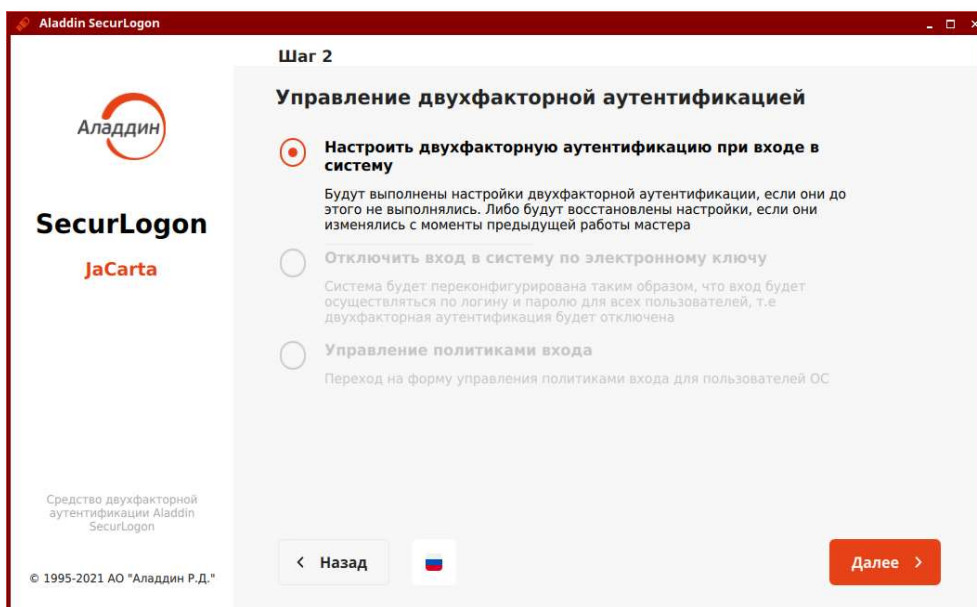 Aladdin SecurLogon
Шаг 2
Аладдин
SecurLogon
JaCarta
Управление двухфакторной аутентификацией
Настроить двухфакторную аутентификацию при входе в
систему
Будут выполнены настройки двухфакторной аутентификации, если они до
этого не выполнялись. Либо будут восстановлены настройки, если они
изменялись с моменты предыдущей работы мастера
Отключить вход в систему по электронному ключу
Система будет переконфигурирована таким образом, что вход будет
осуществляться по логину и паролю для всех пользователей, т.е
двухфакторная аутентификация будет отключена
Управление политиками входа
Переход на форму управления политиками входа для пользователей ОС
Средство двухфакторной
аутентификации Aladdin
SecurLogon
© 1995-2021 АО "Аладдин Р.Д."
Назад
Далее